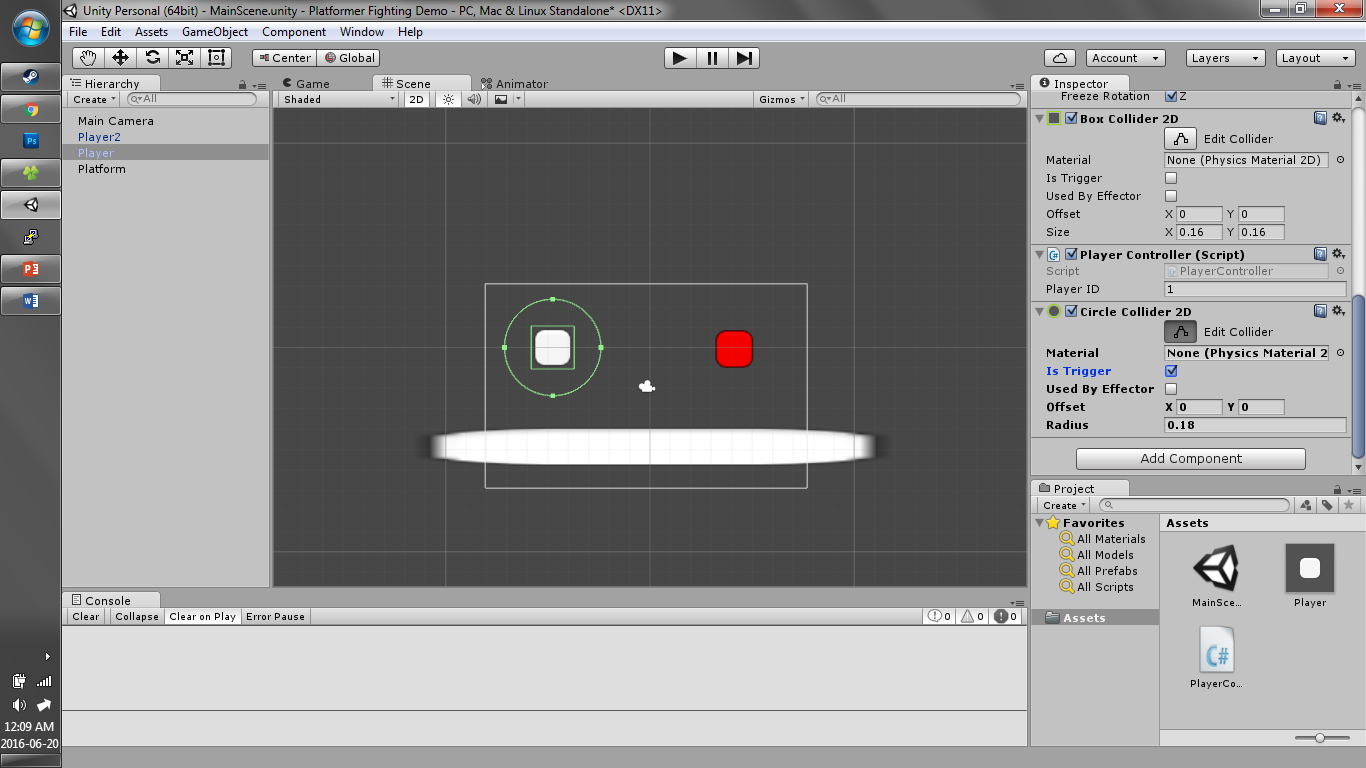 Unity Personal (64bit) - MainScene.unity - Platformer Fighting Demo - PC, Mac & Linux Standalone* <DX11>
File Edit Assets GameObject Component Window Help
Center Global Account Layers Layout
Hierarchy
Create All
Main Camera
Player2
Player
Platform
Game Scene Animator
Shaded 2D Gizmos All
Inspector
Freeze Rotation Z
Box Collider 2D
Edit Collider
Material None (Physics Material 2D)
Is Trigger
Used By Effector
Offset X 0 Y 0
Size X 0.16 Y 0.16
Player Controller (Script)
Script PlayerController
Player ID 1
Circle Collider 2D
Edit Collider
Material None (Physics Material 2
Is Trigger
Used By Effector
Offset X 0 Y 0
Radius 0.18
Add Component
Project
Create
Favorites
All Materials
All Models
All Prefabs
All Scripts
Assets
Assets
MainSce...
Player
C#
PlayerCo...
Console
Clear Collapse Clear on Play Error Pause 0 0 0
Ps
P
W
12:09 AM
2016-06-20